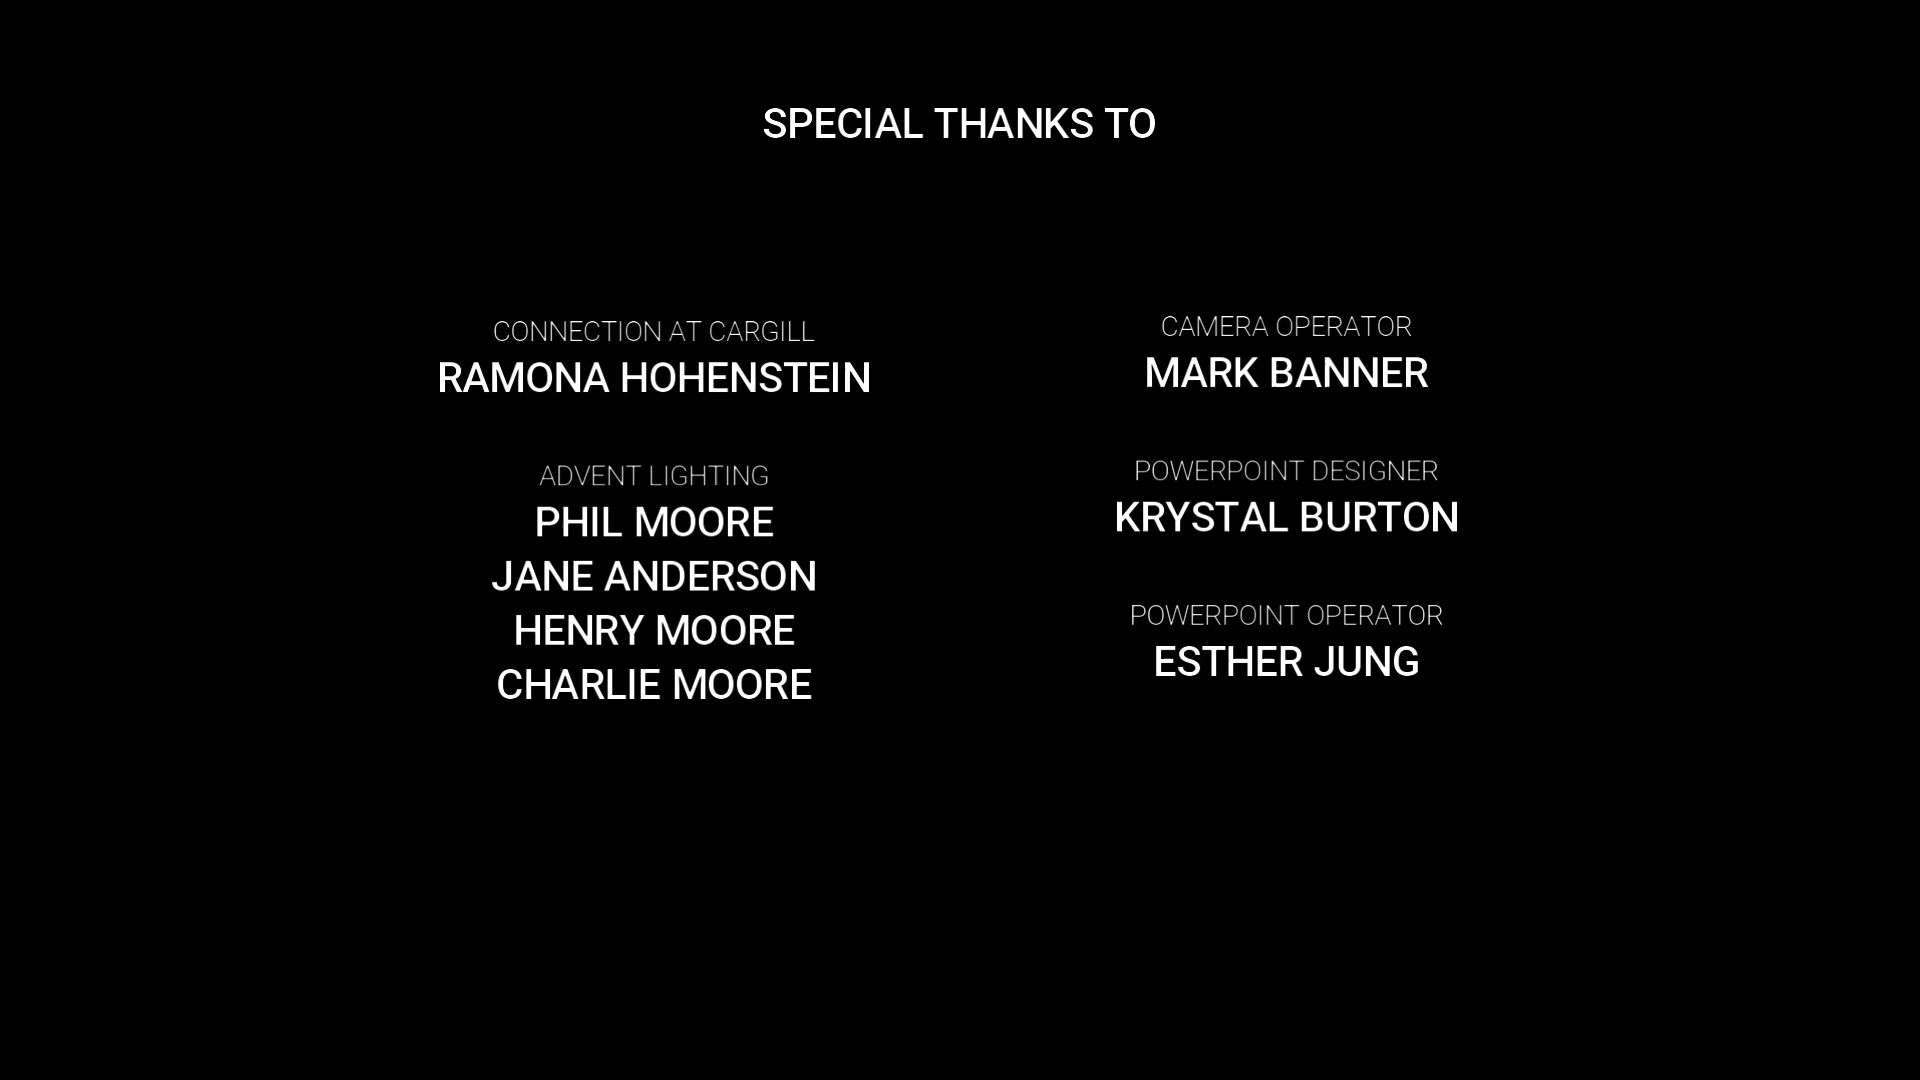 SPECIAL THANKS TO
CONNECTION AT CARGILL
RAMONA HOHENSTEIN
ADVENT LIGHTING
PHIL MOORE
JANE ANDERSON
HENRY MOORE
CHARLIE MOORE
CAMERA OPERATOR
MARK BANNER
POWERPOINT DESIGNER
KRYSTAL BURTON
POWERPOINT OPERATOR
ESTHER JUNG